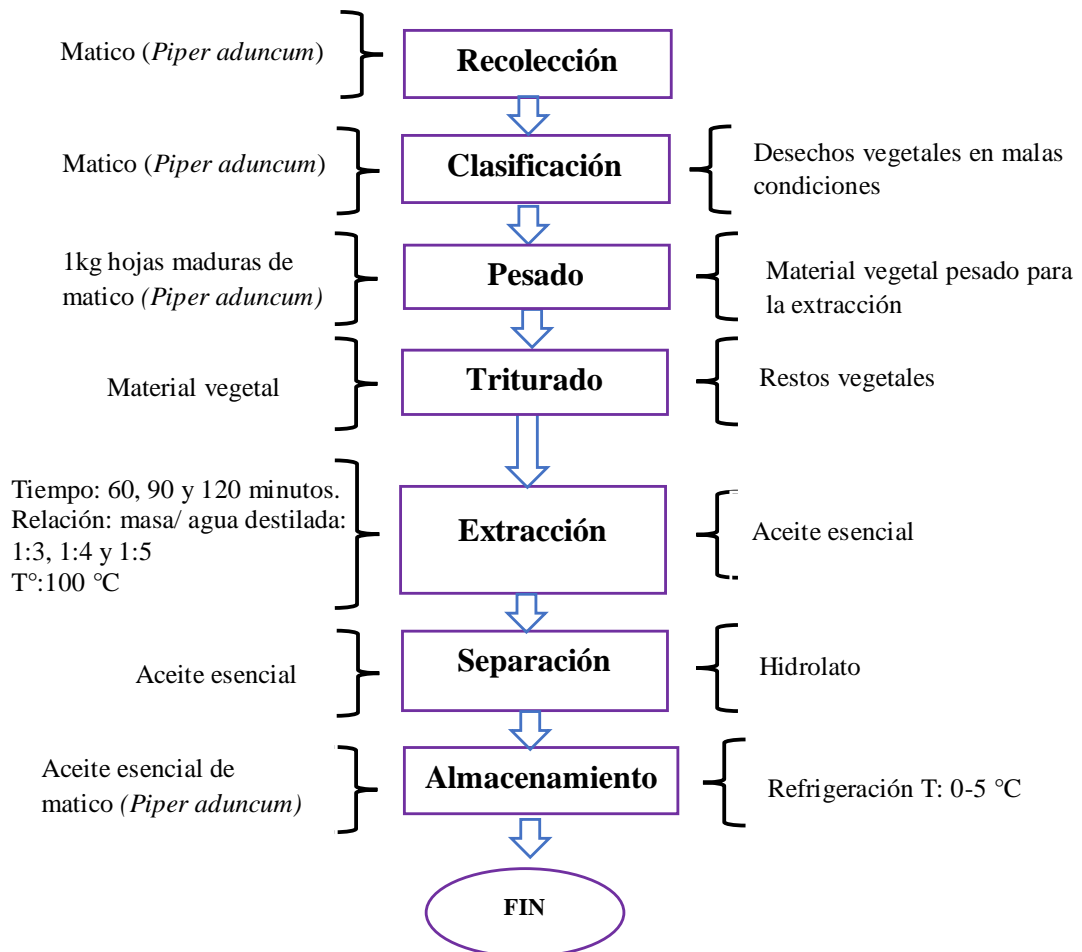 Matico (Piper aduncum)
Recolección
Matico (Piper aduncum)
Clasificación
Desechos vegetales en malas
condiciones
1kg hojas maduras de
matico (Piper aduncum)
Pesado
Material vegetal pesado para
la extracción
Material vegetal
Triturado
Restos vegetales
Tiempo: 60, 90 y 120 minutos.
Relación: masa/ agua destilada:
1:3, 1:4 y 1:5
T°:100 °C
Extracción
Aceite esencial
Aceite esencial
Separación
Hidrolato
Aceite esencial de
matico (Piper aduncum)
Almacenamiento
Refrigeración T: 0-5 °C
FIN